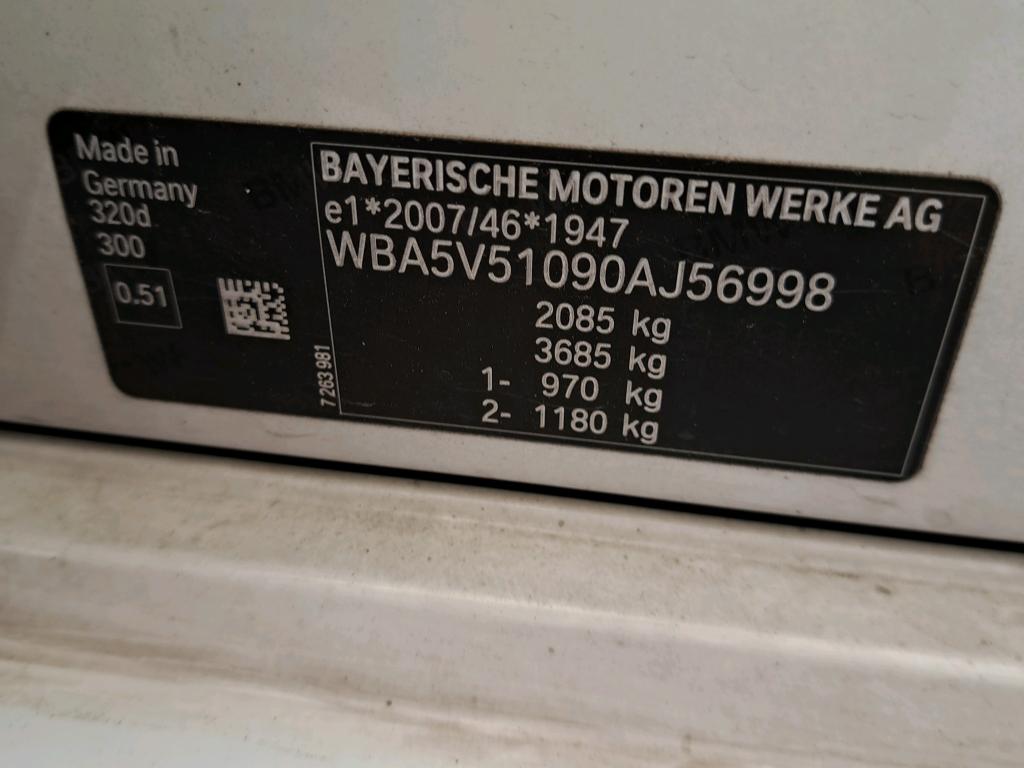 Made in
Germany
320d
300
0.51
7 263 981
BAYERISCHE MOTOREN WERKE AG
e1*2007/46*1947
WBA5V51090AJ56998
2085 kg
3685 kg
1- 970 kg
2- 1180 kg